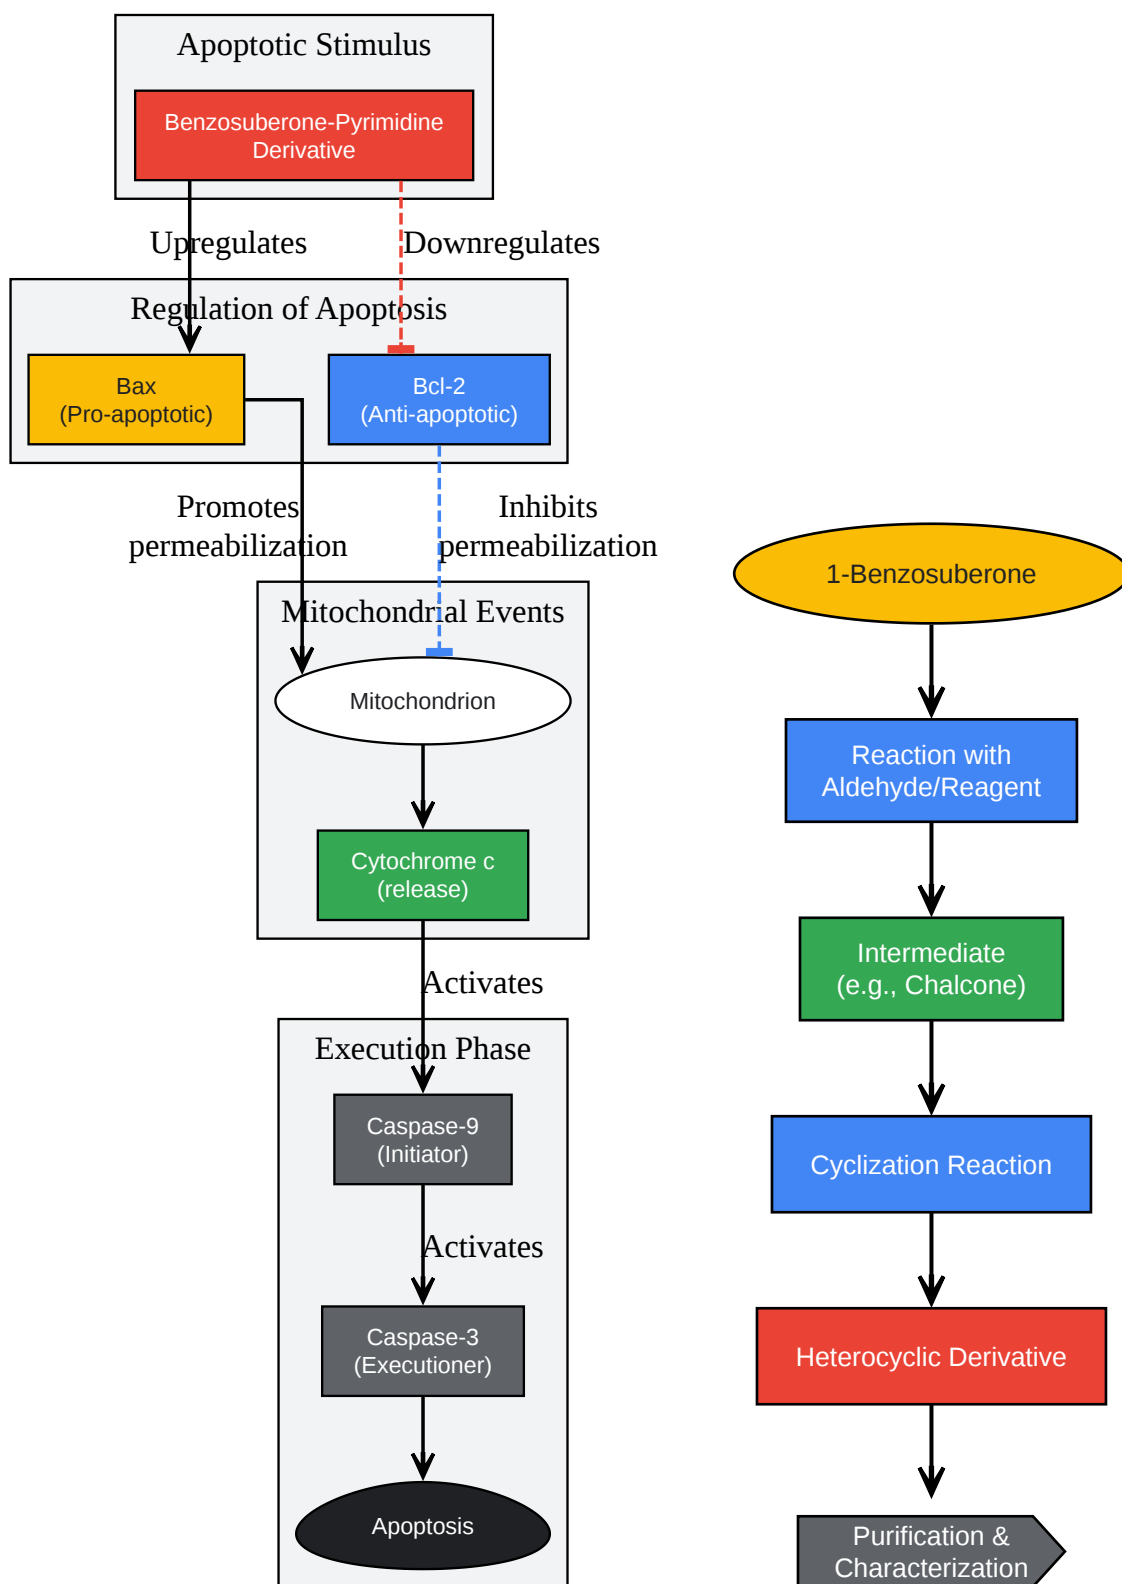 Apoptotic Stimulus
Benzosuberone-Pyrimidine
Derivative
Upregulates
Downregulates
Regulation of Apoptosis
Bax
(Pro-apoptotic)
Bcl-2
(Anti-apoptotic)
Promotes
permeabilization
Inhibits
permeabilization
Mitochondrial Events
Mitochondrion
Cytochrome c
(release)
Activates
Execution Phase
Caspase-9
(Initiator)
Activates
Caspase-3
(Executioner)
Apoptosis
1-Benzosuberone
Reaction with
Aldehyde/Reagent
Intermediate
(e.g., Chalcone)
Cyclization Reaction
Heterocyclic Derivative
Purification &
Characterization